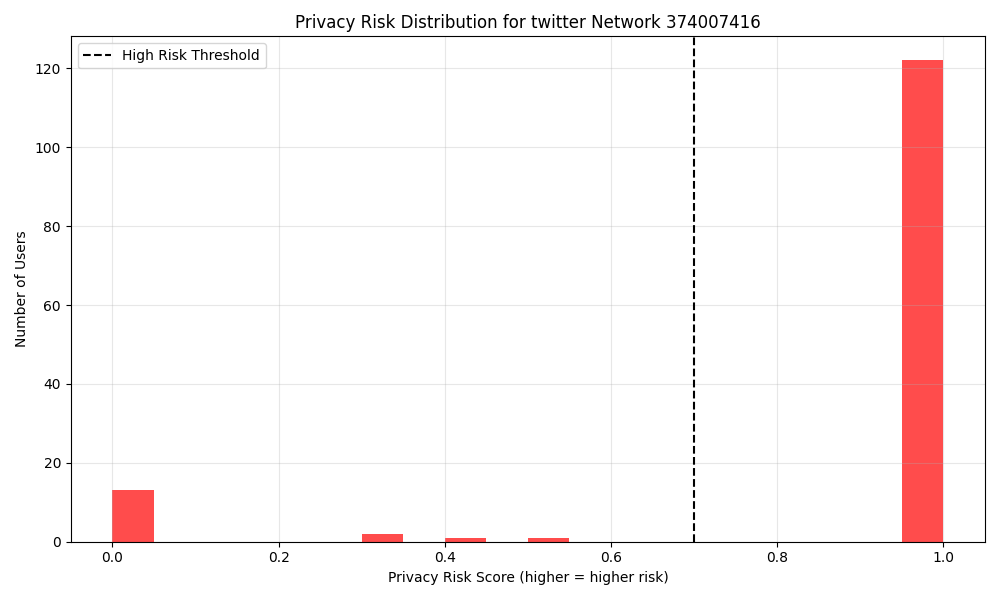 Privacy Risk Distribution for twitter Network 374007416
High Risk Threshold
Number of Users
120
100
80
60
40
20
0
0.0 0.2 0.4 0.6 0.8 1.0
Privacy Risk Score (higher = higher risk)